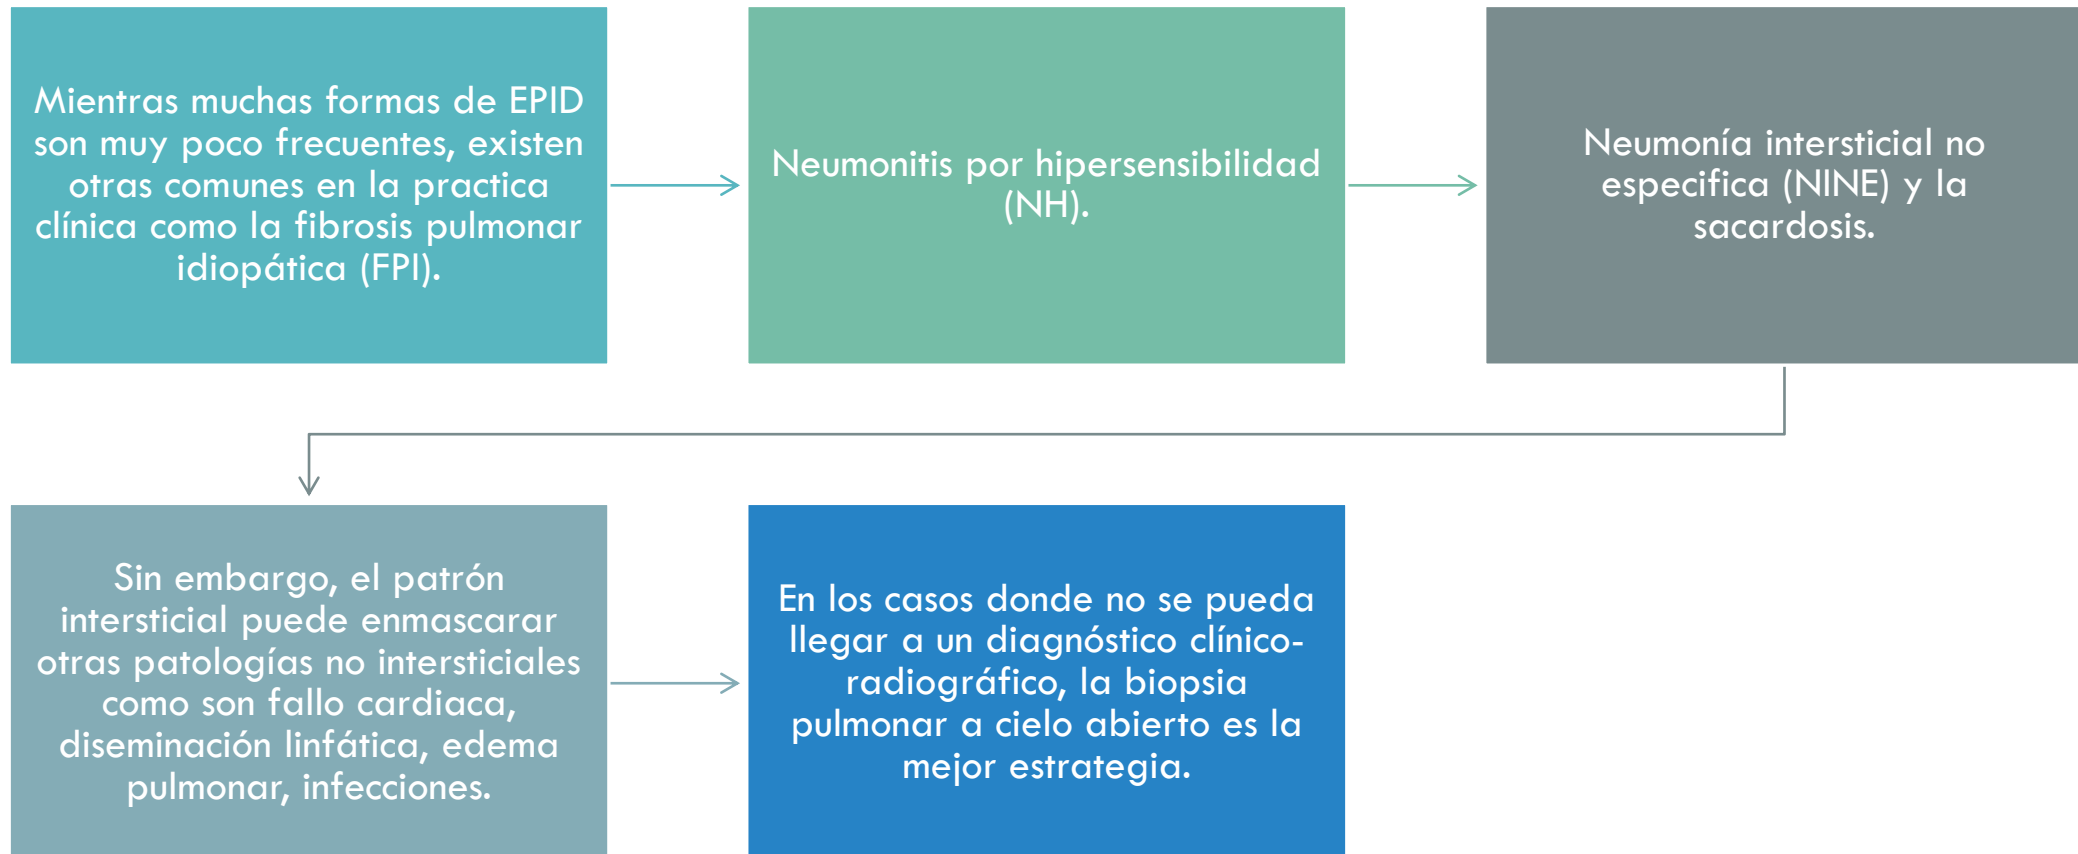 Mientras muchas formas de EPID
son muy poco frecuentes, existen
otras comunes en la practica
clínica como la fibrosis pulmonar
idiopática (FPI).
Neumonitis por hipersensibilidad
(NH).
Neumonía intersticial no
especifica (NINE) y la
sacardosis.
Sin embargo, el patrón
intersticial puede enmascarar
otras patologías no intersticiales
como son fallo cardiaca,
diseminación linfática, edema
pulmonar, infecciones.
En los casos donde no se pueda
llegar a un diagnóstico clínico-
radiográfico, la biopsia
pulmonar a cielo abierto es la
mejor estrategia.